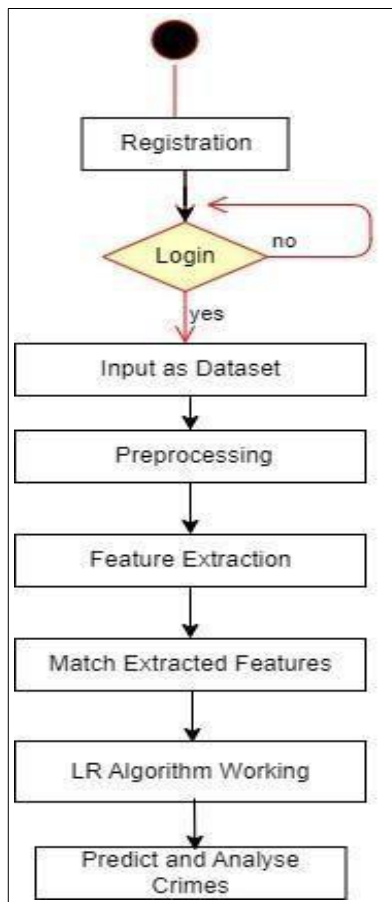 Registration
Login
no
yes
Input as Dataset
Preprocessing
Feature Extraction
Match Extracted Features
LR Algorithm Working
Predict and Analyse
Crimes